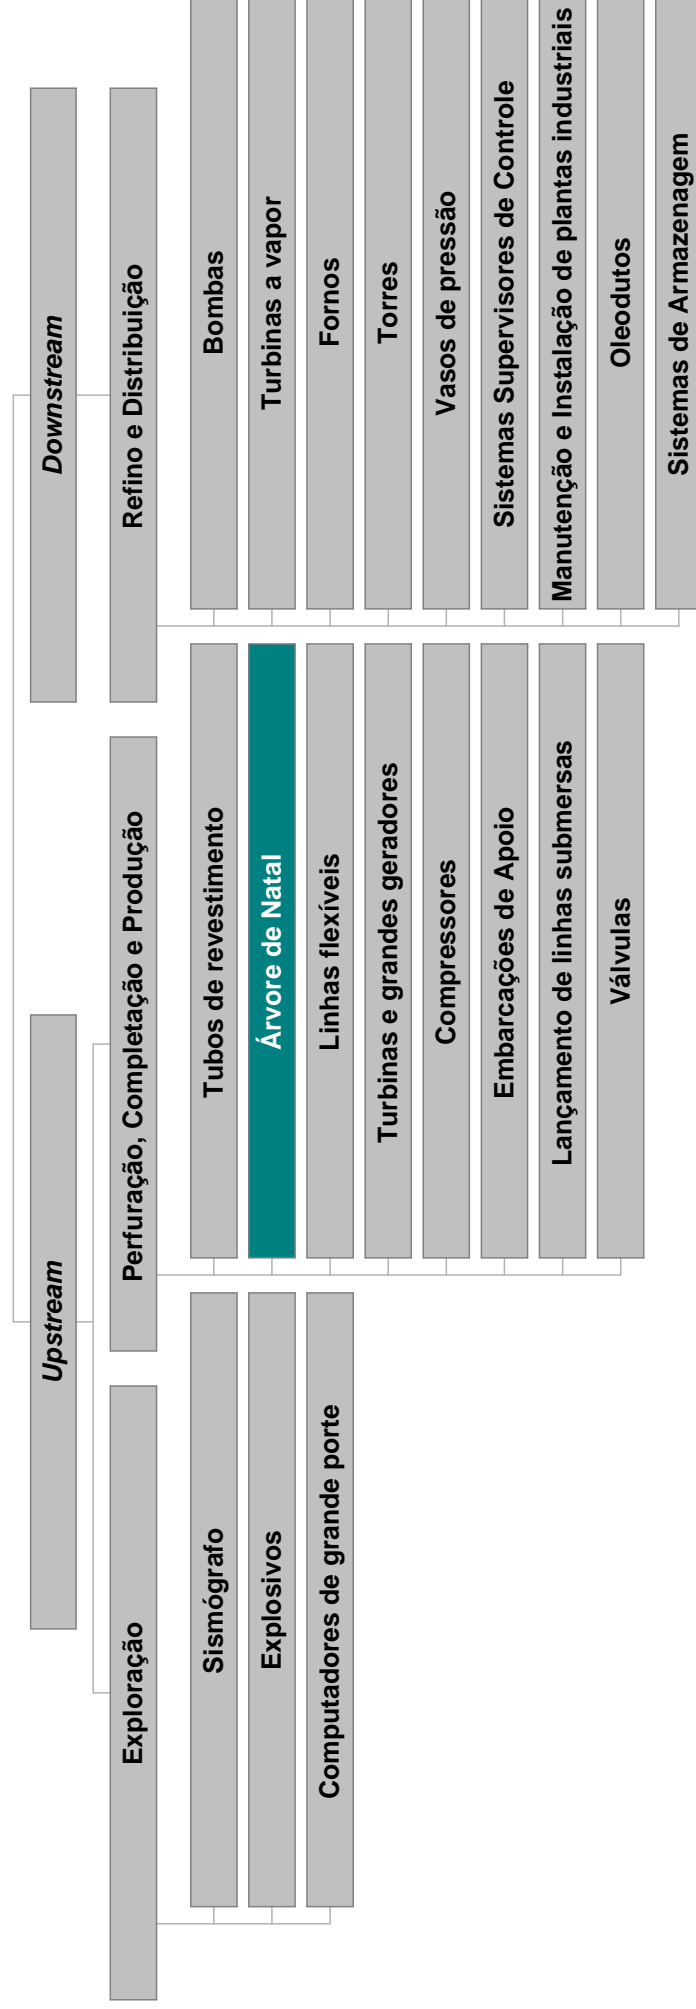 Upstream
Downstream
Exploração
Perfuração, Completação e Produção
Refino e Distribuição
Sismógrafo
Explosivos
Computadores de grande porte
Tubos de revestimento
Árvore de Natal
Linhas flexíveis
Turbinas e grandes geradores
Compressores
Embarcações de Apoio
Lançamento de linhas submersas
Válvulas
Bombas
Turbinas a vapor
Fornos
Torres
Vasos de pressão
Sistemas Supervisores de Controle
Manutenção e Instalação de plantas industriais
Oleodutos
Sistemas de Armazenagem